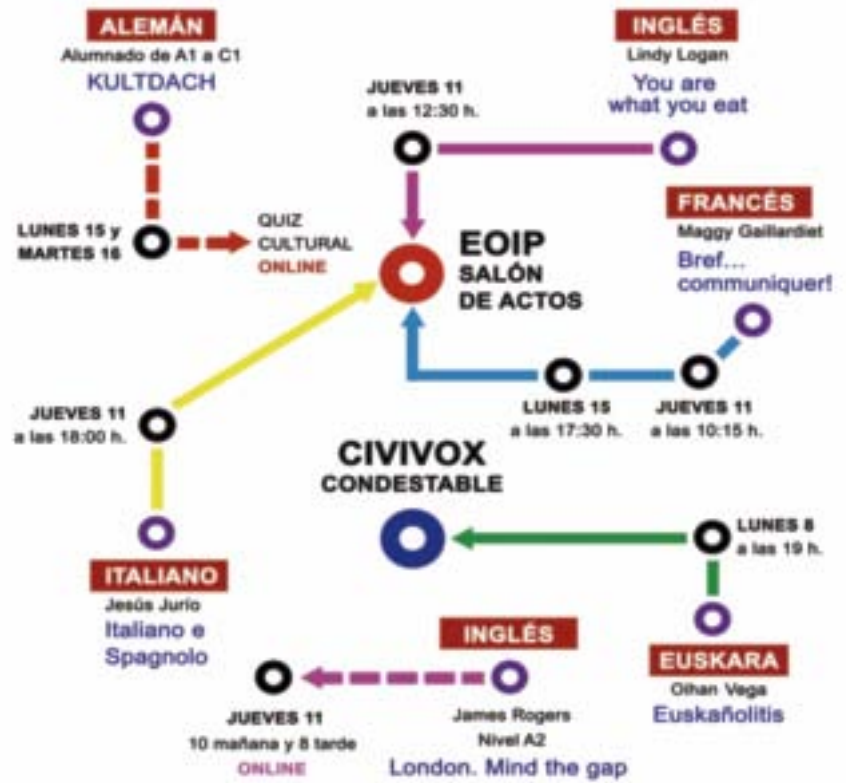 ALEMÁN
Alumnado de A1 a C1
KULTDACH
LUNES 15 y
MARTES 16
QUIZ
CULTURAL
ONLINE
JUEVES 11
a las 12:30 h.
INGLÉS
Lindy Logan
You are
what you eat
EOIP
SALÓN
DE ACTOS
FRANCÉS
Maggy Gaillardiet
Bref...
communiquer!
LUNES 15
a las 17:30 h.
JUEVES 11
a las 10:15 h.
JUEVES 11
a las 18:00 h.
ITALIANO
Jesús Jurío
Italiano e
Spagnolo
CIVIVOX
CONDESTABLE
LUNES 8
a las 19 h.
EUSKARA
Oihan Vega
Euskañolitis
INGLÉS
James Rogers
Nivel A2
London. Mind the gap
JUEVES 11
10 mañana y 8 tarde
ONLINE